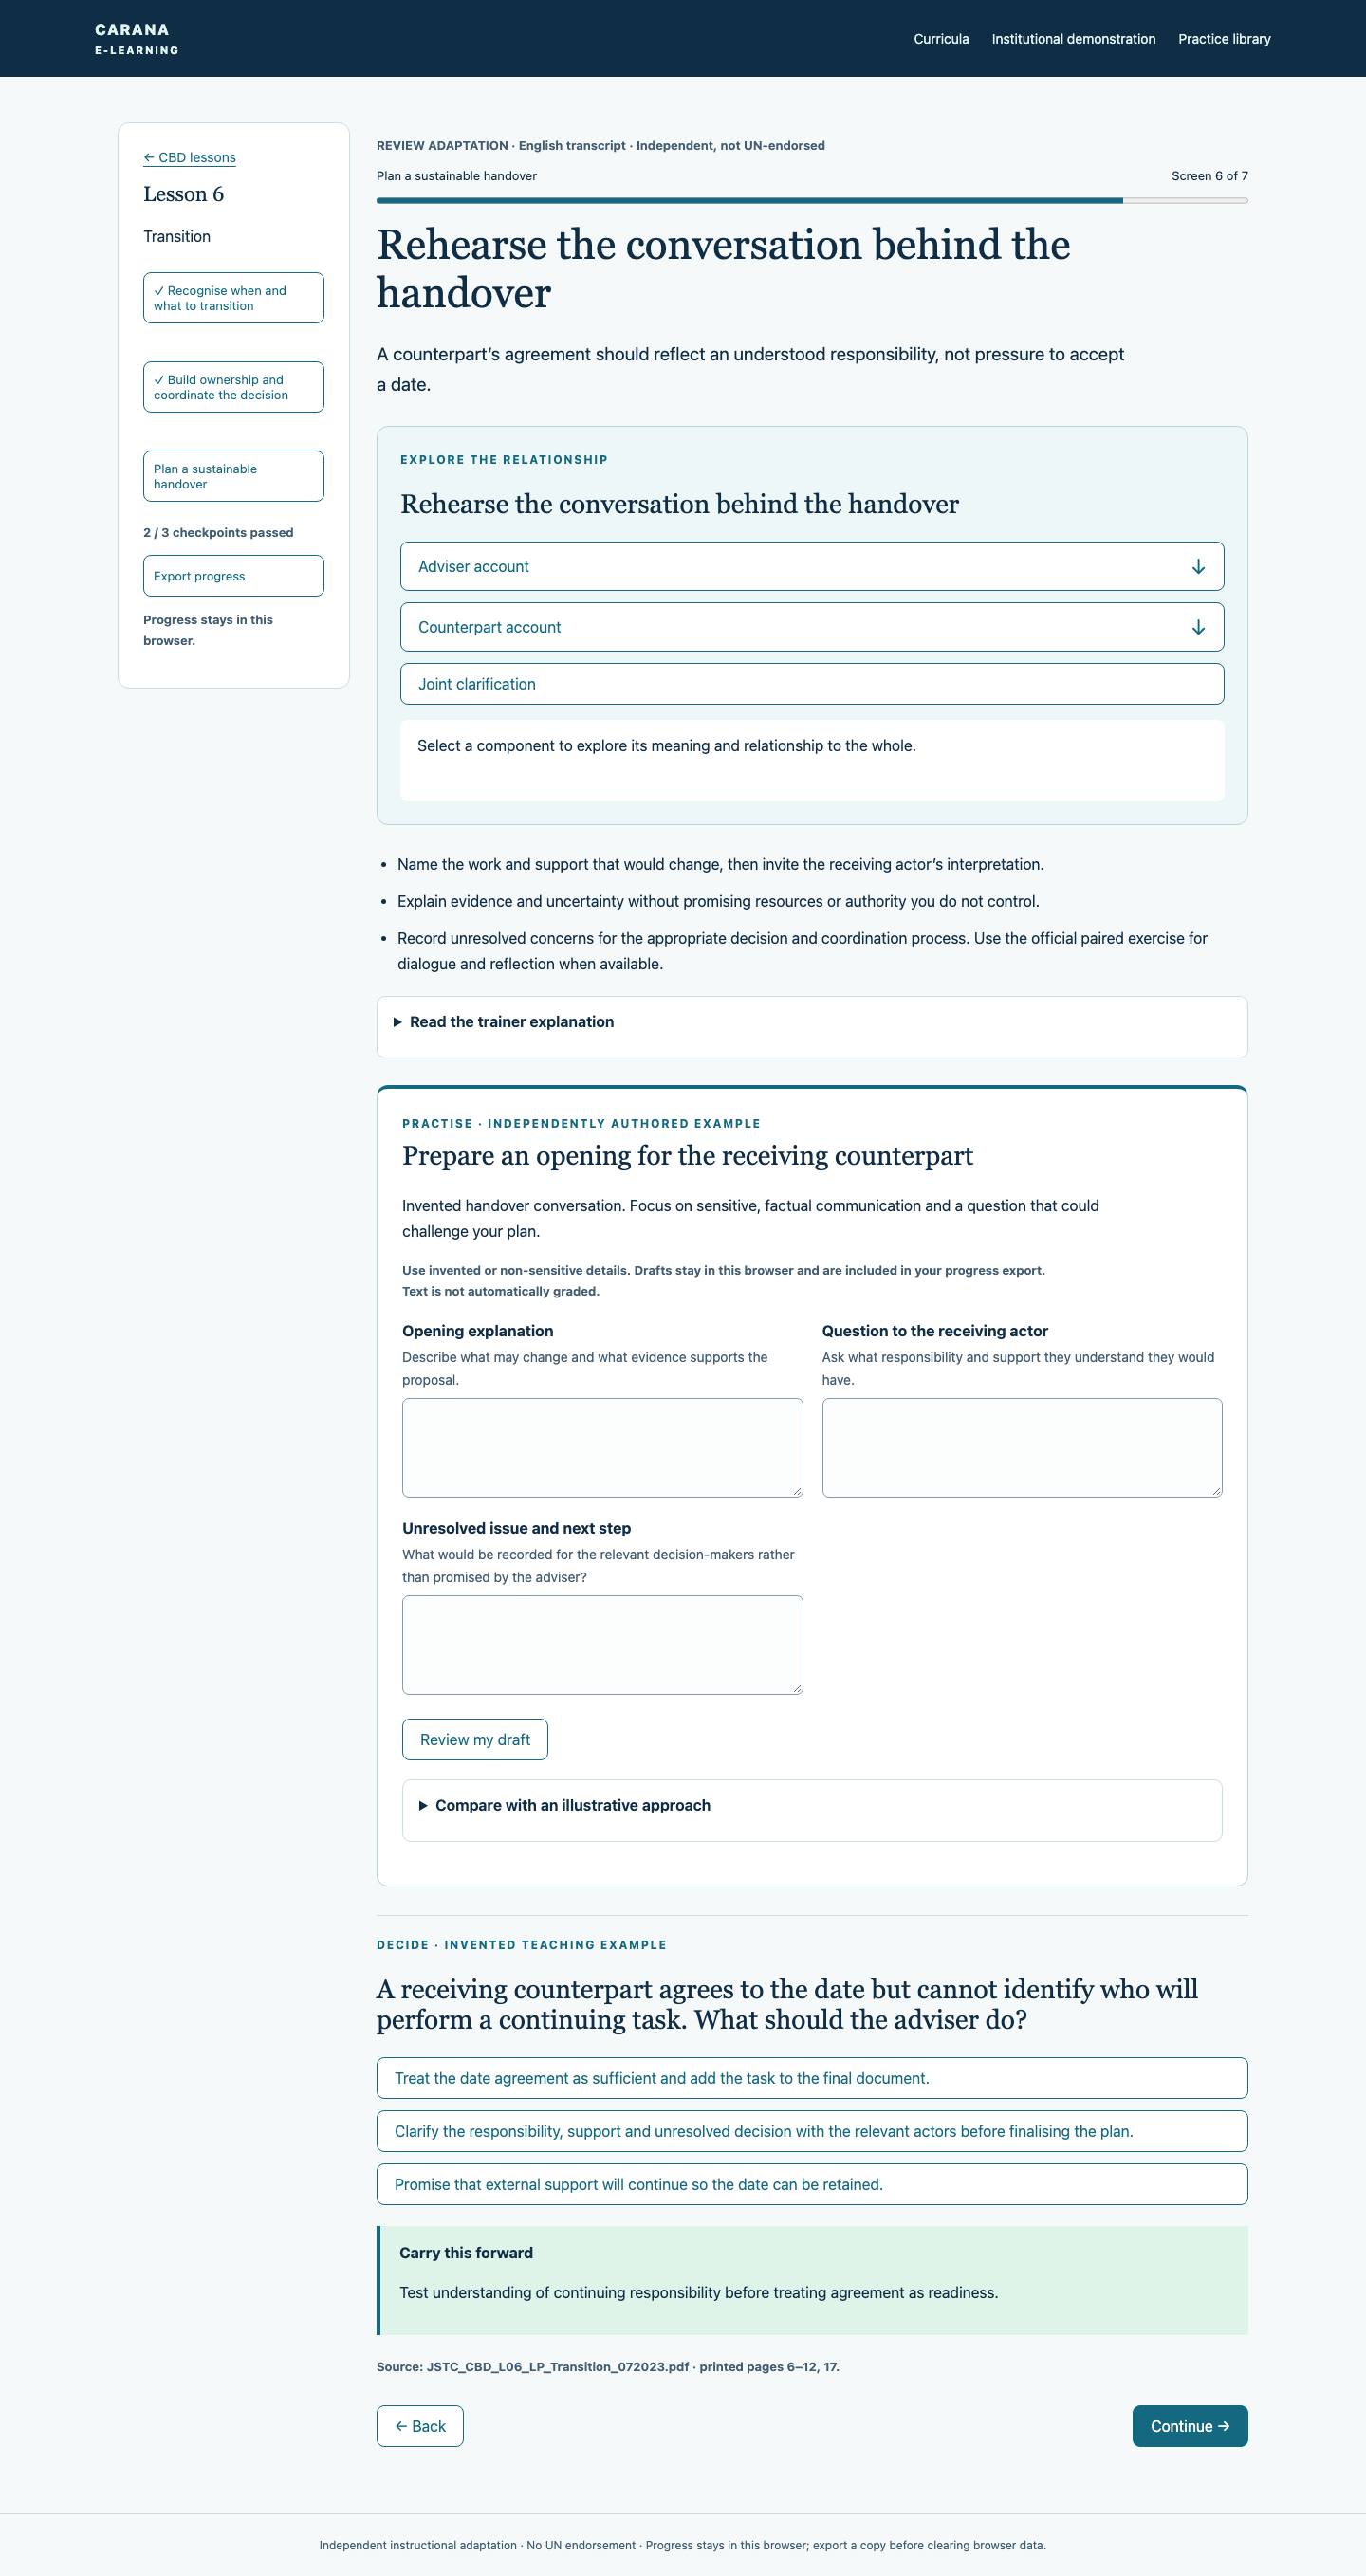 CARANA
E-LEARNING
Curricula
Institutional demonstration
Practice library
← CBD lessons
Lesson 6
Transition
✓ Recognise when and
what to transition
✓ Build ownership and
coordinate the decision
Plan a sustainable
handover
2 / 3 checkpoints passed
Export progress
Progress stays in this
browser.
REVIEW ADAPTATION · English transcript · Independent, not UN-endorsed
Plan a sustainable handover
Screen 6 of 7
Rehearse the conversation behind the
handover
A counterpart’s agreement should reflect an understood responsibility, not pressure to accept
a date.
EXPLORE THE RELATIONSHIP
Rehearse the conversation behind the handover
Adviser account ↓
Counterpart account ↓
Joint clarification
Select a component to explore its meaning and relationship to the whole.
• Name the work and support that would change, then invite the receiving actor’s interpretation.
• Explain evidence and uncertainty without promising resources or authority you do not control.
• Record unresolved concerns for the appropriate decision and coordination process. Use the official paired exercise for
dialogue and reflection when available.
▶ Read the trainer explanation
PRACTISE · INDEPENDENTLY AUTHORED EXAMPLE
Prepare an opening for the receiving counterpart
Invented handover conversation. Focus on sensitive, factual communication and a question that could
challenge your plan.
Use invented or non-sensitive details. Drafts stay in this browser and are included in your progress export.
Text is not automatically graded.
Opening explanation
Describe what may change and what evidence supports the
proposal.
Question to the receiving actor
Ask what responsibility and support they understand they would
have.
Unresolved issue and next step
What would be recorded for the relevant decision-makers rather
than promised by the adviser?
Review my draft
▶ Compare with an illustrative approach
DECIDE · INVENTED TEACHING EXAMPLE
A receiving counterpart agrees to the date but cannot identify who will
perform a continuing task. What should the adviser do?
Treat the date agreement as sufficient and add the task to the final document.
Clarify the responsibility, support and unresolved decision with the relevant actors before finalising the plan.
Promise that external support will continue so the date can be retained.
Carry this forward
Test understanding of continuing responsibility before treating agreement as readiness.
Source: JSTC_CBD_L06_LP_Transition_072023.pdf · printed pages 6–12, 17.
← Back
Continue →
Independent instructional adaptation · No UN endorsement · Progress stays in this browser; export a copy before clearing browser data.